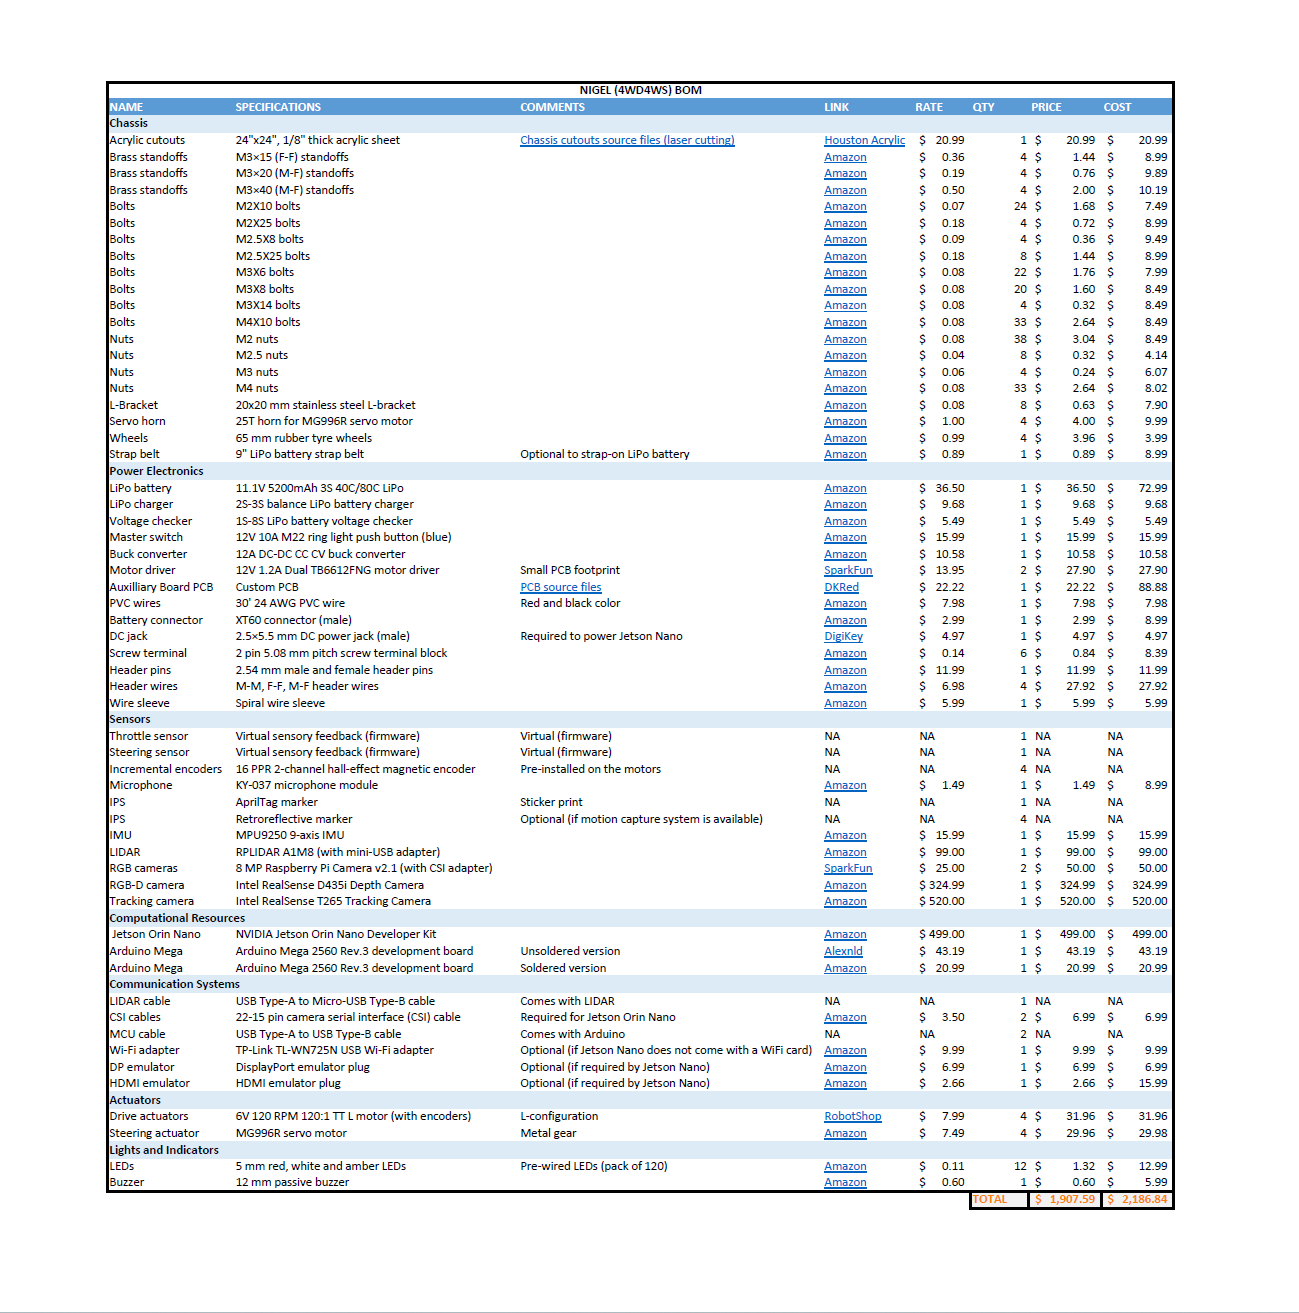 NIGEL (4WD4WS) BOM
NAME SPECIFICATIONS COMMENTS LINK RATE QTY PRICE COST
Chassis
Acrylic cutouts 24"x24", 1/8" thick acrylic sheet Chassis cutouts source files (laser cutting) Houston Acrylic $ 20.99 1 $ 20.99 $ 20.99
Brass standoffs M3×15 (F-F) standoffs Amazon $ 0.36 4 $ 1.44 $ 8.99
Brass standoffs M3×20 (M-F) standoffs Amazon $ 0.19 4 $ 0.76 $ 9.89
Brass standoffs M3×40 (M-F) standoffs Amazon $ 0.50 4 $ 2.00 $ 10.19
Bolts M2X10 bolts Amazon $ 0.07 24 $ 1.68 $ 7.49
Bolts M2X25 bolts Amazon $ 0.18 4 $ 0.72 $ 8.99
Bolts M2.5X8 bolts Amazon $ 0.09 4 $ 0.36 $ 9.49
Bolts M2.5X25 bolts Amazon $ 0.18 8 $ 1.44 $ 8.99
Bolts M3X6 bolts Amazon $ 0.08 22 $ 1.76 $ 7.99
Bolts M3X8 bolts Amazon $ 0.08 20 $ 1.60 $ 8.49
Bolts M3X14 bolts Amazon $ 0.08 4 $ 0.32 $ 8.49
Bolts M4X10 bolts Amazon $ 0.08 33 $ 2.64 $ 8.49
Nuts M2 nuts Amazon $ 0.08 38 $ 3.04 $ 8.49
Nuts M2.5 nuts Amazon $ 0.04 8 $ 0.32 $ 4.14
Nuts M3 nuts Amazon $ 0.06 4 $ 0.24 $ 6.07
Nuts M4 nuts Amazon $ 0.08 33 $ 2.64 $ 8.02
L-Bracket 20x20 mm stainless steel L-bracket Amazon $ 0.08 8 $ 0.63 $ 7.90
Servo horn 25T horn for MG996R servo motor Amazon $ 1.00 4 $ 4.00 $ 9.99
Wheels 65 mm rubber tyre wheels Amazon $ 0.99 4 $ 3.96 $ 3.99
Strap belt 9" LiPo battery strap belt Optional to strap-on LiPo battery Amazon $ 0.89 1 $ 0.89 $ 8.99
Power Electronics
LiPo battery 11.1V 5200mAh 3S 40C/80C LiPo Amazon $ 36.50 1 $ 36.50 $ 72.99
LiPo charger 2S-3S balance LiPo battery charger Amazon $ 9.68 1 $ 9.68 $ 9.68
Voltage checker 1S-8S LiPo battery voltage checker Amazon $ 5.49 1 $ 5.49 $ 5.49
Master switch 12V 10A M22 ring light push button (blue) Amazon $ 15.99 1 $ 15.99 $ 15.99
Buck converter 12A DC-DC CC CV buck converter Amazon $ 10.58 1 $ 10.58 $ 10.58
Motor driver 12V 1.2A Dual TB6612FNG motor driver Small PCB footprint SparkFun $ 13.95 2 $ 27.90 $ 27.90
Auxilliary Board PCB Custom PCB PCB source files DKRed $ 22.22 1 $ 22.22 $ 88.88
PVC wires 30' 24 AWG PVC wire Red and black color Amazon $ 7.98 1 $ 7.98 $ 7.98
Battery connector XT60 connector (male) Amazon $ 2.99 1 $ 2.99 $ 8.99
DC jack 2.5×5.5 mm DC power jack (male) Required to power Jetson Nano DigiKey $ 4.97 1 $ 4.97 $ 4.97
Screw terminal 2 pin 5.08 mm pitch screw terminal block Amazon $ 0.14 6 $ 0.84 $ 8.39
Header pins 2.54 mm male and female header pins Amazon $ 11.99 1 $ 11.99 $ 11.99
Header wires M-M, F-F, M-F header wires Amazon $ 6.98 4 $ 27.92 $ 27.92
Wire sleeve Spiral wire sleeve Amazon $ 5.99 1 $ 5.99 $ 5.99
Sensors
Throttle sensor Virtual sensory feedback (firmware) Virtual (firmware) NA NA 1 NA NA
Steering sensor Virtual sensory feedback (firmware) Virtual (firmware) NA NA 1 NA NA
Incremental encoders 16 PPR 2-channel hall-effect magnetic encoder Pre-installed on the motors NA NA 4 NA NA
Microphone KY-037 microphone module Amazon $ 1.49 1 $ 1.49 $ 8.99
IPS AprilTag marker Sticker print NA NA 1 NA NA
IPS Retroreflective marker Optional (if motion capture system is available) NA NA 4 NA NA
IMU MPU9250 9-axis IMU Amazon $ 15.99 1 $ 15.99 $ 15.99
LIDAR RPLIDAR A1M8 (with mini-USB adapter) Amazon $ 99.00 1 $ 99.00 $ 99.00
RGB cameras 8 MP Raspberry Pi Camera v2.1 (with CSI adapter) SparkFun $ 25.00 2 $ 50.00 $ 50.00
RGB-D camera Intel RealSense D435i Depth Camera Amazon $ 324.99 1 $ 324.99 $ 324.99
Tracking camera Intel RealSense T265 Tracking Camera Amazon $ 520.00 1 $ 520.00 $ 520.00
Computational Resources
Jetson Orin Nano NVIDIA Jetson Orin Nano Developer Kit Amazon $ 499.00 1 $ 499.00 $ 499.00
Arduino Mega Arduino Mega 2560 Rev.3 development board Unsoldered version Alexnld $ 43.19 1 $ 43.19 $ 43.19
Arduino Mega Arduino Mega 2560 Rev.3 development board Soldered version Amazon $ 20.99 1 $ 20.99 $ 20.99
Communication Systems
LIDAR cable USB Type-A to Micro-USB Type-B cable Comes with LIDAR NA NA 1 NA NA
CSI cables 22-15 pin camera serial interface (CSI) cable Required for Jetson Orin Nano Amazon $ 3.50 2 $ 6.99 $ 6.99
MCU cable USB Type-A to USB Type-B cable Comes with Arduino NA NA 2 NA NA
Wi-Fi adapter TP-Link TL-WN725N USB Wi-Fi adapter Optional (if Jetson Nano does not come with a WiFi card) Amazon $ 9.99 1 $ 9.99 $ 9.99
DP emulator DisplayPort emulator plug Optional (if required by Jetson Nano) Amazon $ 6.99 1 $ 6.99 $ 6.99
HDMI emulator HDMI emulator plug Optional (if required by Jetson Nano) Amazon $ 2.66 1 $ 2.66 $ 15.99
Actuators
Drive actuators 6V 120 RPM 120:1 TT L motor (with encoders) L-configuration RobotShop $ 7.99 4 $ 31.96 $ 31.96
Steering actuator MG996R servo motor Metal gear Amazon $ 7.49 4 $ 29.96 $ 29.98
Lights and Indicators
LEDs 5 mm red, white and amber LEDs Pre-wired LEDs (pack of 120) Amazon $ 0.11 12 $ 1.32 $ 12.99
Buzzer 12 mm passive buzzer Amazon $ 0.60 1 $ 0.60 $ 5.99
TOTAL $ 1,907.59 $ 2,186.84